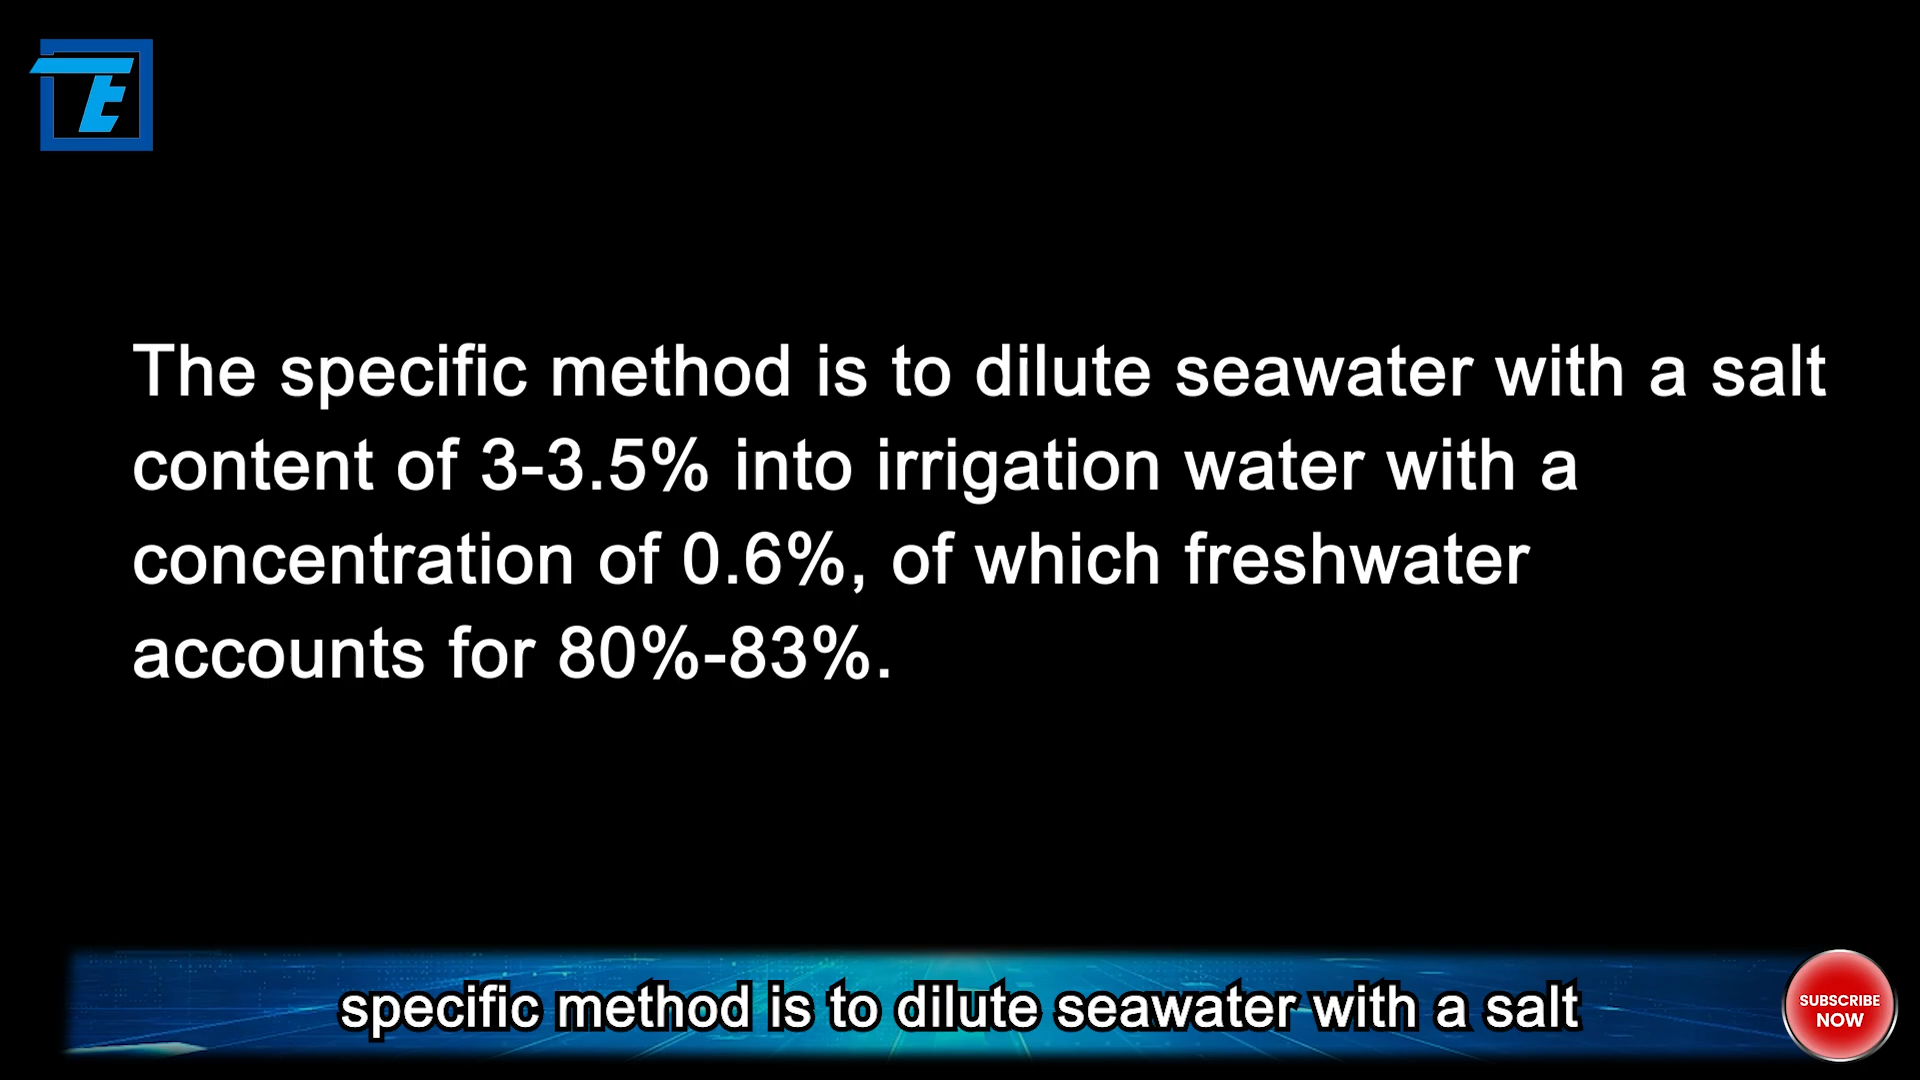 TE
The specific method is to dilute seawater with a salt
content of 3-3.5% into irrigation water with a
concentration of 0.6%, of which freshwater
accounts for 80%-83%.
specific method is to dilute seawater with a salt
SUBSCRIBE
NOW